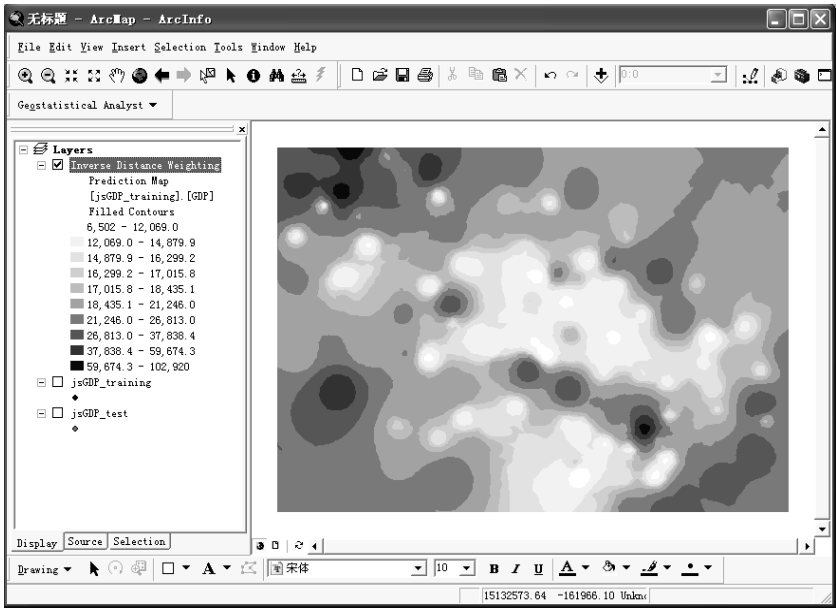 无标题 - ArcMap - ArcInfo
File Edit View Insert Selection Tools Window Help
0:0
Geostatistical Analyst
Layers
Inverse Distance Weighting
Prediction Map
[jsGDP_training].[GDP]
Filled Contours
6,502 - 12,069.0
12,069.0 - 14,879.9
14,879.9 - 16,299.2
16,299.2 - 17,015.8
17,015.8 - 18,435.1
18,435.1 - 21,246.0
21,246.0 - 26,813.0
26,813.0 - 37,838.4
37,838.4 - 59,674.3
59,674.3 - 102,920
jsGDP_training
jsGDP_test
Display Source Selection
Drawing A 宋体 10 B I U A
15132573.64 -161966.10 Unkn